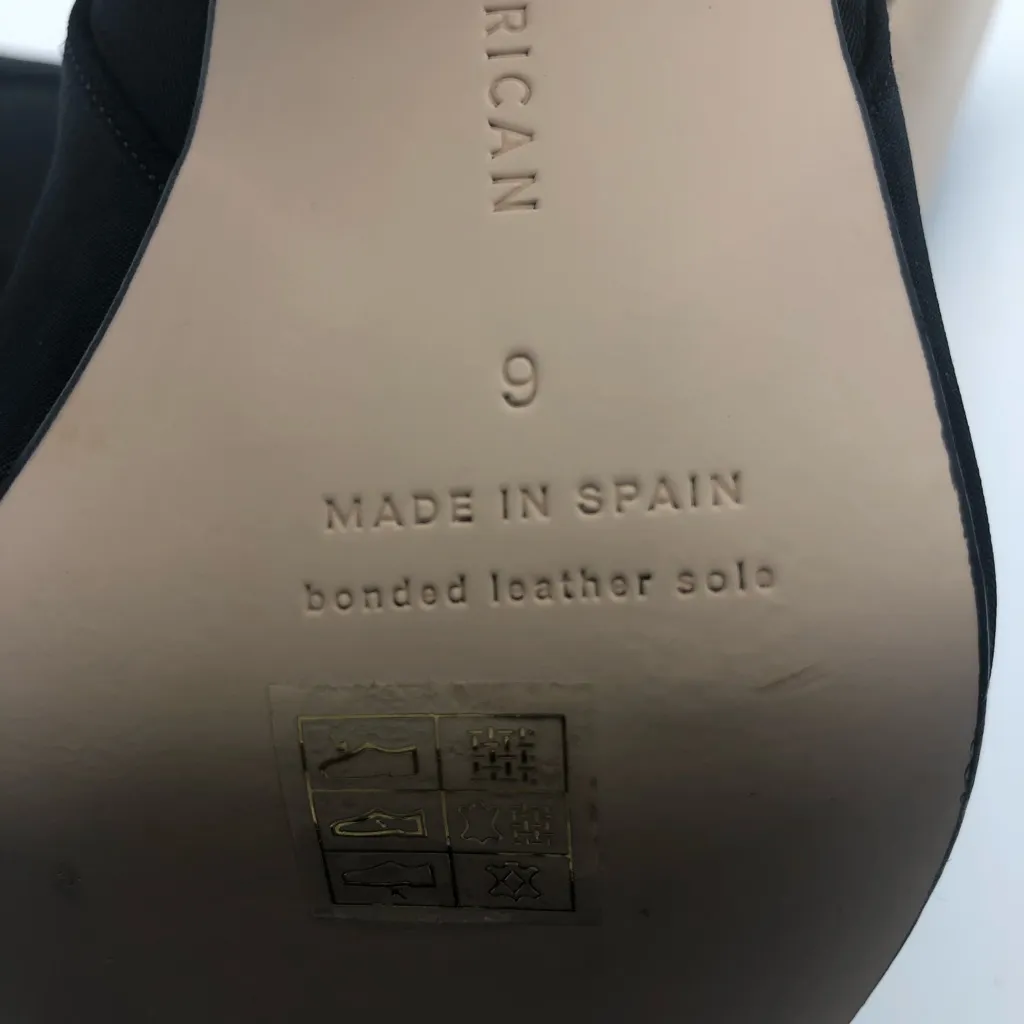 RICAN
9
MADE IN SPAIN
bonded leather sole